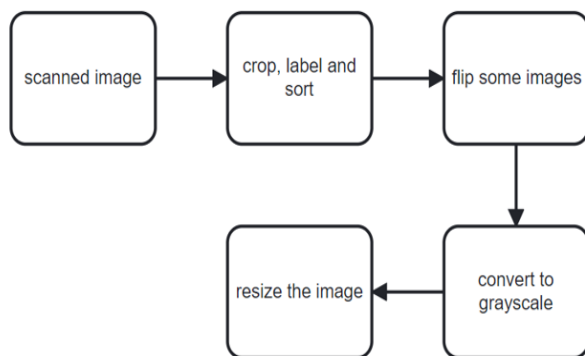 scanned image
crop, label and
sort
flip some images
convert to
grayscale
resize the image